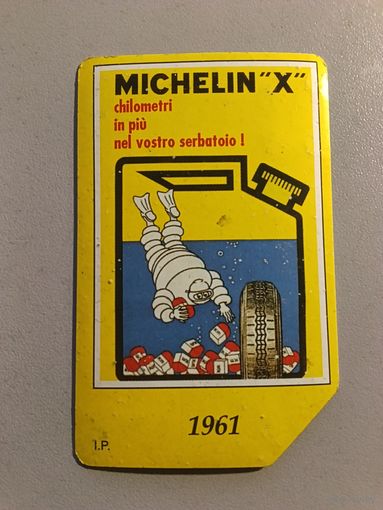 MICHELIN "X"
chilometri
in più
nel vostro serbatoio !
1961
I.P.